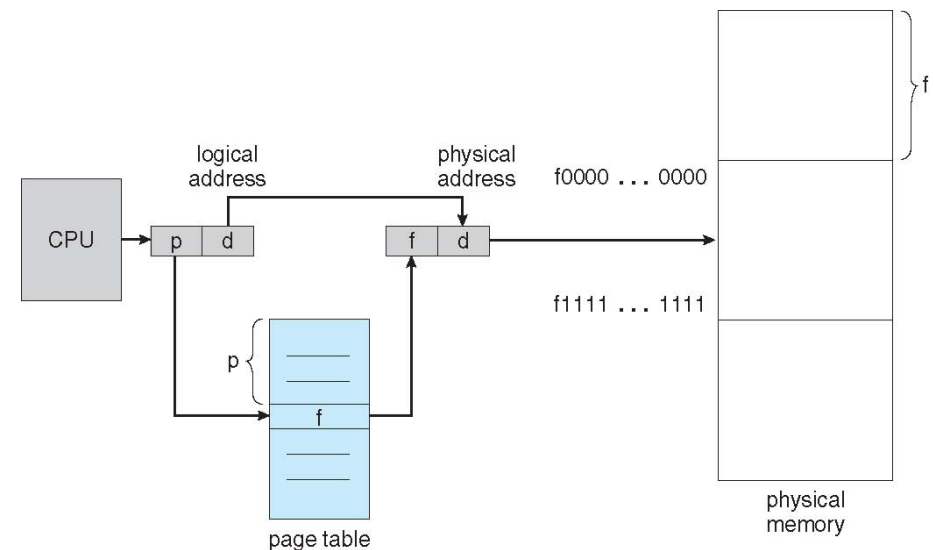 f
logical
address
physical
address
f0000 ... 0000
CPU
p
d
f
d
f1111 ... 1111
p
f
physical
memory
page table